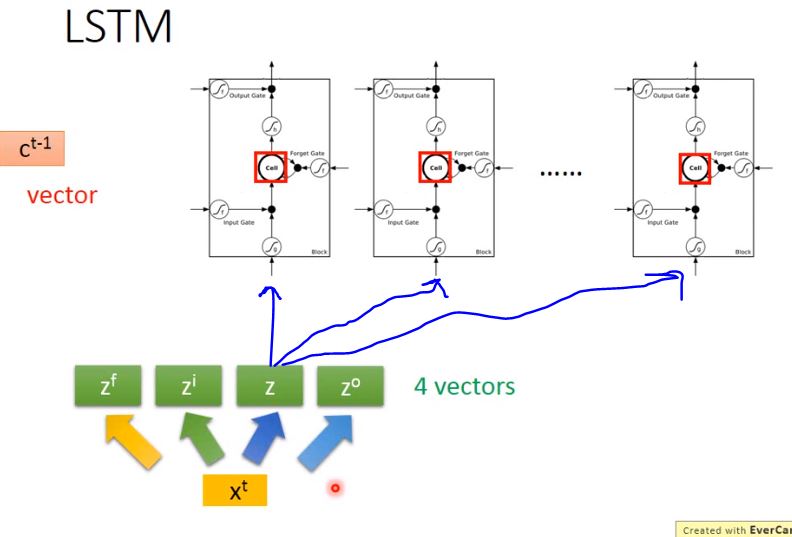 LSTM
Output Gate
Output Gate
Output Gate
f
f
f
h
h
h
c^{t-1}
Forget Gate
Forget Gate
Forget Gate
Cell
f
Cell
f
......
Cell
f
vector
f
f
f
Input Gate
Input Gate
Input Gate
g
Block
g
Block
g
Block
z^f
z^i
z
z^o
4 vectors
x^t
Created with EverCa